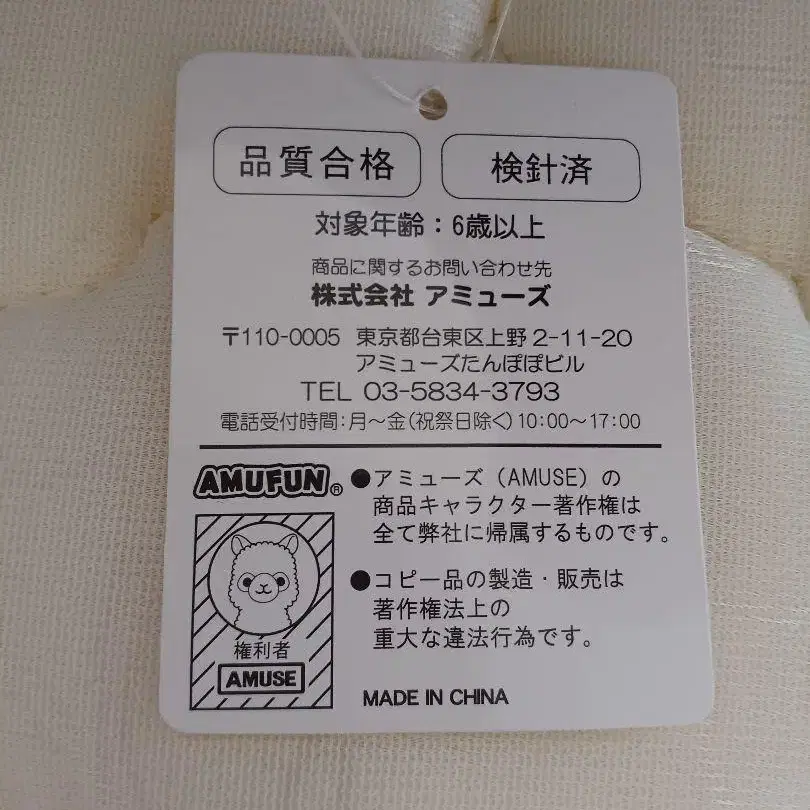 品質合格 検針済
対象年齢：6歳以上
商品に関するお問い合わせ先
株式会社 アミューズ
〒110-0005 東京都台東区上野2-11-20
アミューズたんぽぽビル
TEL 03-5834-3793
電話受付時間：月～金（祝祭日除く）10:00～17:00
AMUFUN®
●アミューズ（AMUSE）の
商品キャラクター著作権は
全て弊社に帰属するものです。
●コピー品の製造・販売は
著作権法上の
重大な違法行為です。
権利者
AMUSE
MADE IN CHINA